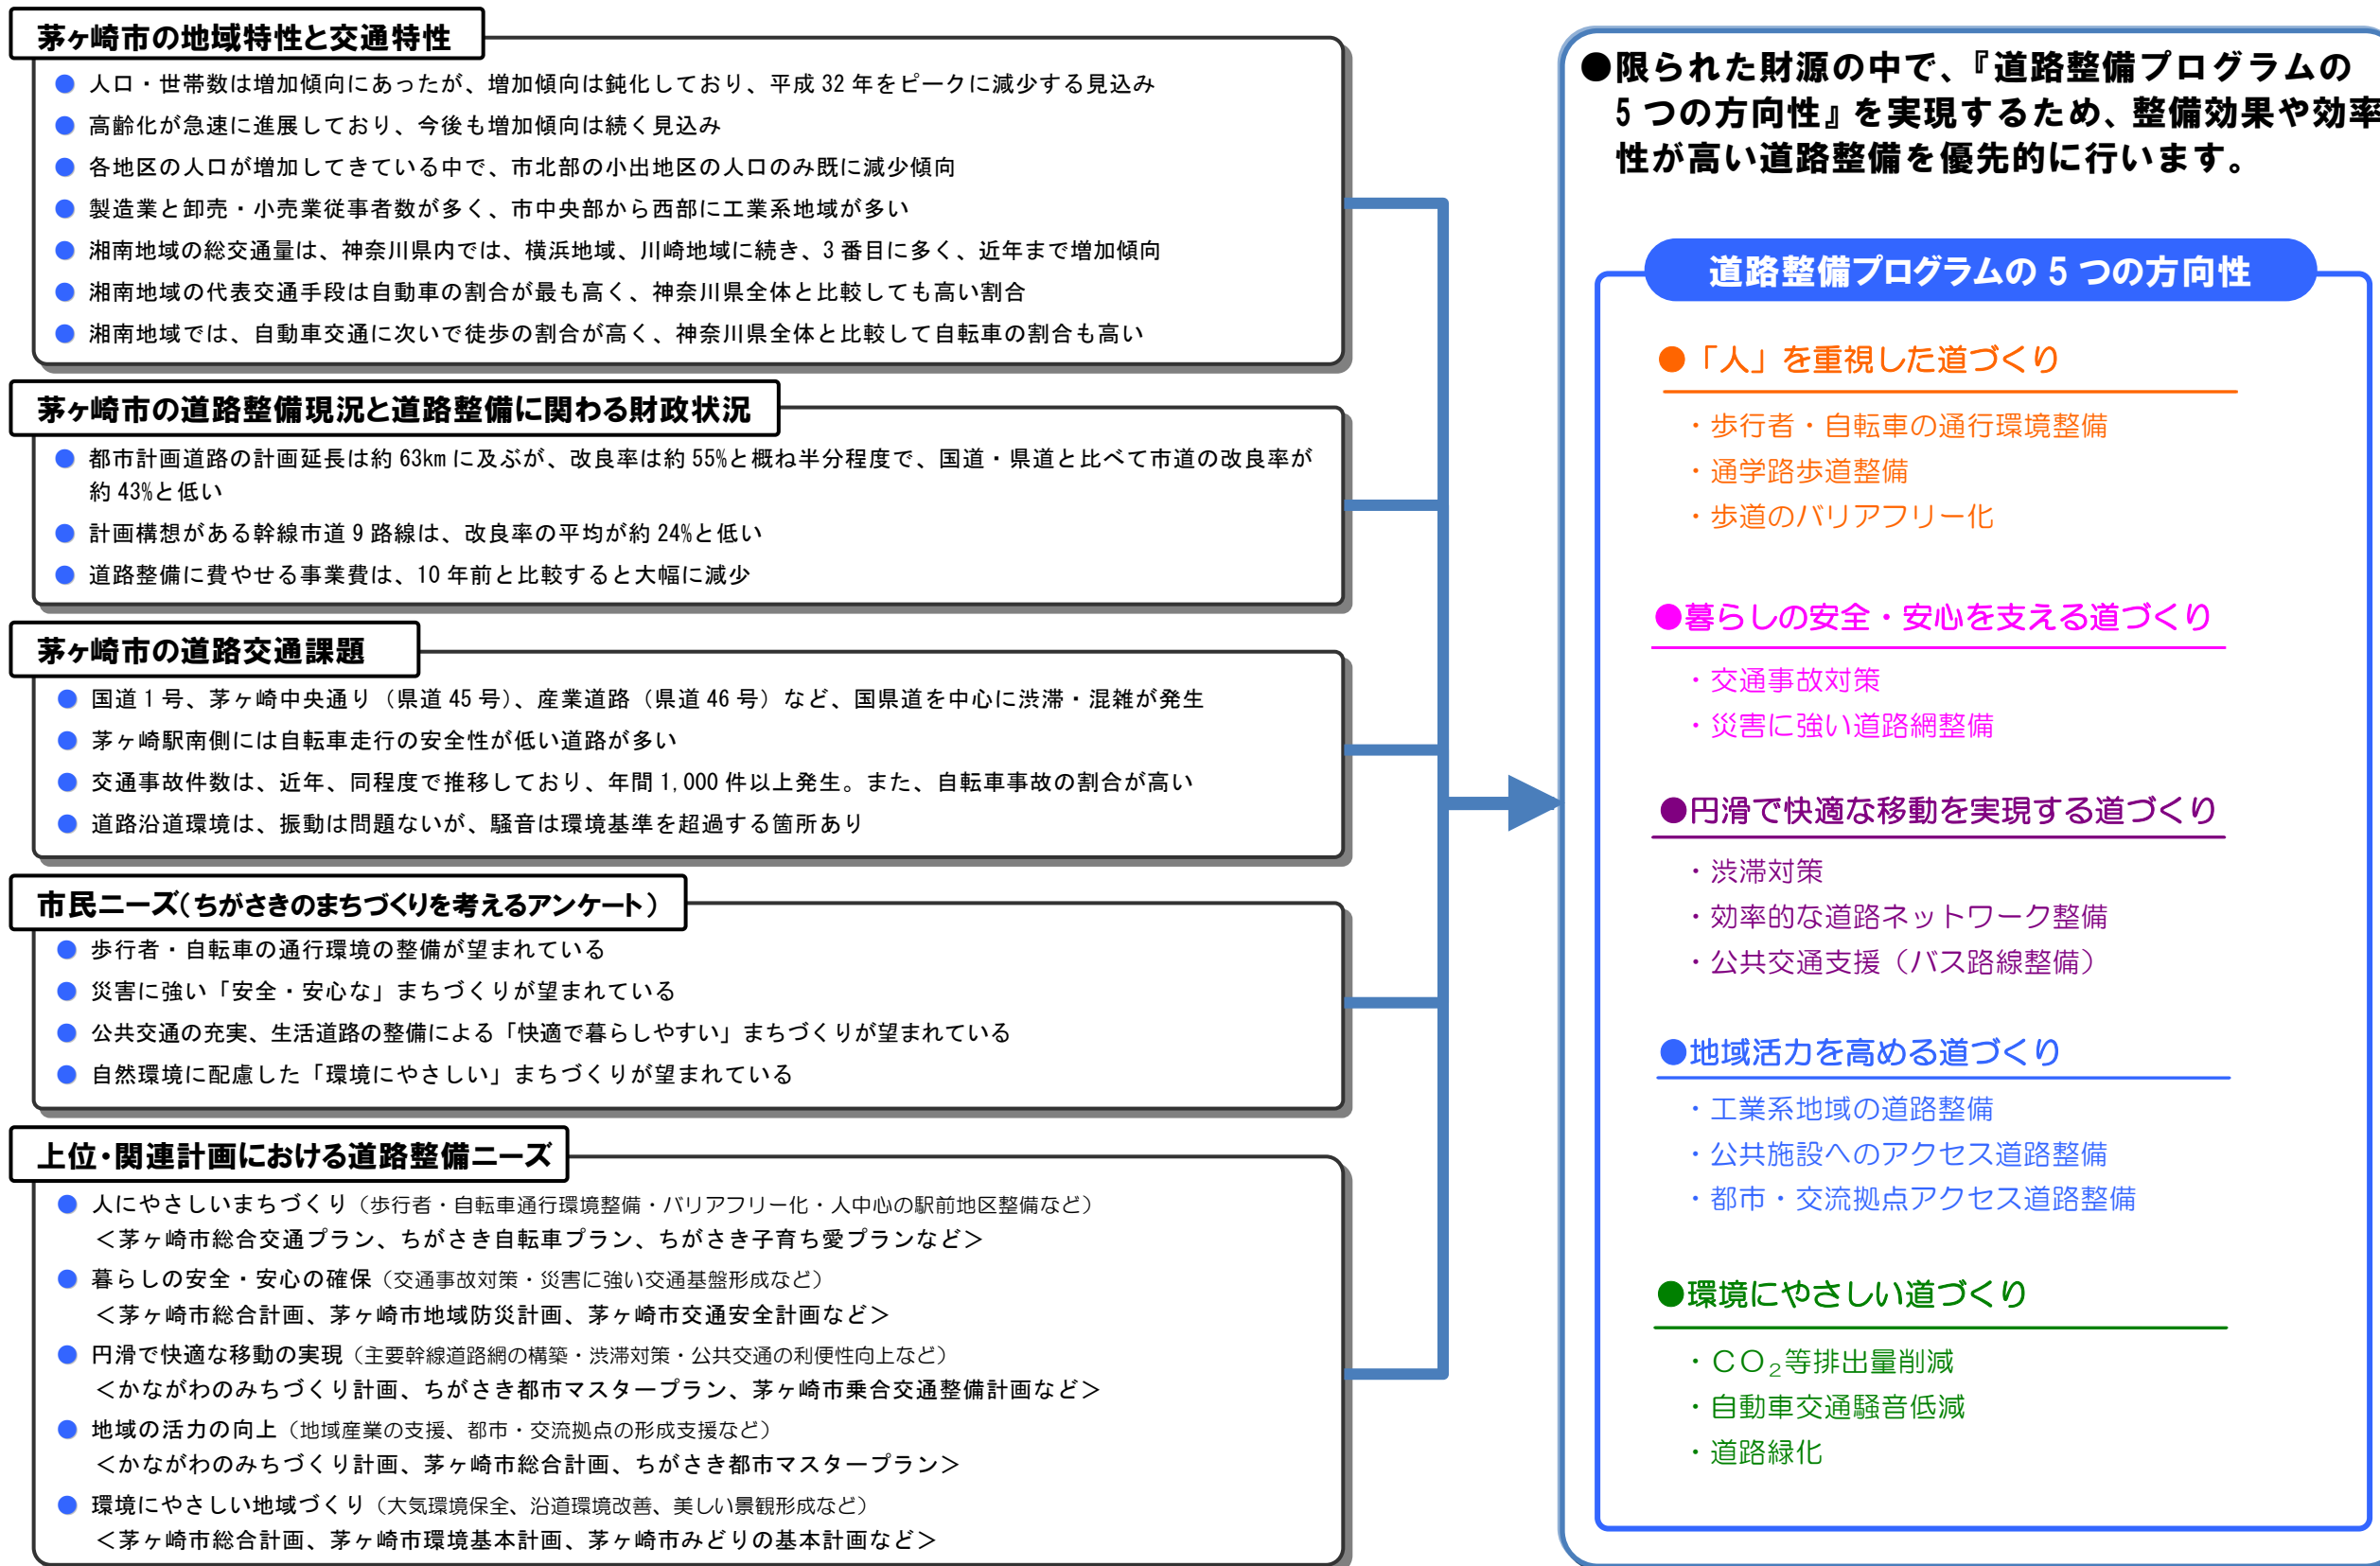 茅ヶ崎市の地域特性と交通特性
● 人口・世帯数は増加傾向にあったが、増加傾向は鈍化しており、平成 32 年をピークに減少する見込み
● 高齢化が急速に進展しており、今後も増加傾向は続く見込み
● 各地区の人口が増加してきている中で、市北部の小出地区の人口のみ既に減少傾向
● 製造業と卸売・小売業従事者数が多く、市中央部から西部に工業系地域が多い
● 湘南地域の総交通量は、神奈川県内では、横浜地域、川崎地域に続き、3 番目に多く、近年まで増加傾向
● 湘南地域の代表交通手段は自動車の割合が最も高く、神奈川県全体と比較しても高い割合
● 湘南地域では、自動車交通に次いで徒歩の割合が高く、神奈川県全体と比較して自転車の割合も高い
茅ヶ崎市の道路整備現況と道路整備に関わる財政状況
● 都市計画道路の計画延長は約 63km に及ぶが、改良率は約 55%と概ね半分程度で、国道・県道と比べて市道の改良率が
約 43%と低い
● 計画構想がある幹線市道 9 路線は、改良率の平均が約 24%と低い
● 道路整備に費やせる事業費は、10 年前と比較すると大幅に減少
茅ヶ崎市の道路交通課題
● 国道 1 号、茅ヶ崎中央通り（県道 45 号）、産業道路（県道 46 号）など、国県道を中心に渋滞・混雑が発生
● 茅ヶ崎駅南側には自転車走行の安全性が低い道路が多い
● 交通事故件数は、近年、同程度で推移しており、年間 1,000 件以上発生。また、自転車事故の割合が高い
● 道路沿道環境は、振動は問題ないが、騒音は環境基準を超過する箇所あり
市民ニーズ（ちがさきのまちづくりを考えるアンケート）
● 歩行者・自転車の通行環境の整備が望まれている
● 災害に強い「安全・安心な」まちづくりが望まれている
● 公共交通の充実、生活道路の整備による「快適で暮らしやすい」まちづくりが望まれている
● 自然環境に配慮した「環境にやさしい」まちづくりが望まれている
上位・関連計画における道路整備ニーズ
● 人にやさしいまちづくり（歩行者・自転車通行環境整備・バリアフリー化・人中心の駅前地区整備など）
＜茅ヶ崎市総合交通プラン、ちがさき自転車プラン、ちがさき子育ち愛プランなど＞
● 暮らしの安全・安心の確保（交通事故対策・災害に強い交通基盤形成など）
＜茅ヶ崎市総合計画、茅ヶ崎市地域防災計画、茅ヶ崎市交通安全計画など＞
● 円滑で快適な移動の実現（主要幹線道路網の構築・渋滞対策・公共交通の利便性向上など）
＜かながわのみちづくり計画、ちがさき都市マスタープラン、茅ヶ崎市乗合交通整備計画など＞
● 地域の活力の向上（地域産業の支援、都市・交流拠点の形成支援など）
＜かながわのみちづくり計画、茅ヶ崎市総合計画、ちがさき都市マスタープラン＞
● 環境にやさしい地域づくり（大気環境保全、沿道環境改善、美しい景観形成など）
＜茅ヶ崎市総合計画、茅ヶ崎市環境基本計画、茅ヶ崎市みどりの基本計画など＞
●限られた財源の中で、『道路整備プログラムの
5 つの方向性』を実現するため、整備効果や効率
性が高い道路整備を優先的に行います。
道路整備プログラムの 5 つの方向性
●「人」を重視した道づくり
・歩行者・自転車の通行環境整備
・通学路歩道整備
・歩道のバリアフリー化
●暮らしの安全・安心を支える道づくり
・交通事故対策
・災害に強い道路網整備
●円滑で快適な移動を実現する道づくり
・渋滞対策
・効率的な道路ネットワーク整備
・公共交通支援（バス路線整備）
●地域活力を高める道づくり
・工業系地域の道路整備
・公共施設へのアクセス道路整備
・都市・交流拠点アクセス道路整備
●環境にやさしい道づくり
・ＣＯ₂等排出量削減
・自動車交通騒音低減
・道路緑化